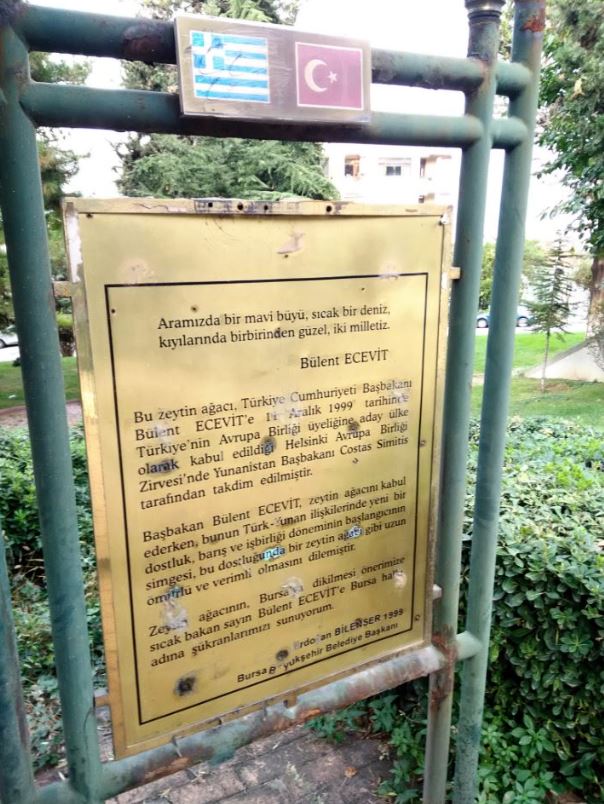 Aramızda bir mavi büyü, sıcak bir deniz,
kıyılarında birbirinden güzel, iki milletiz.
Bülent ECEVİT
Bu zeytin ağacı, Türkiye Cumhuriyeti Başbakanı
Bülent ECEVİT'e 11 Aralık 1999 tarihinde
Türkiye'nin Avrupa Birliği üyeliğine aday ülke
olarak kabul edildiği Helsinki Avrupa Birliği
Zirvesi'nde Yunanistan Başbakanı Costas Simitis
tarafından takdim edilmiştir.
Başbakan Bülent ECEVİT, zeytin ağacını kabul
ederken, bunun Türk-Yunan ilişkilerinde yeni bir
dostluk, barış ve işbirliği döneminin başlangıcının
simgesi, bu dostluğunda bir zeytin ağacı gibi uzun
ömürlü ve verimli olmasını dilemiştir.
Zeytin ağacının, Bursa'ya dikilmesi önerimize
sıcak bakan sayın Bülent ECEVİT'e Bursa halkı
adına şükranlarımızı sunuyorum.
Erdoğan BİLENSER 1999
Bursa Büyükşehir Belediye Başkanı